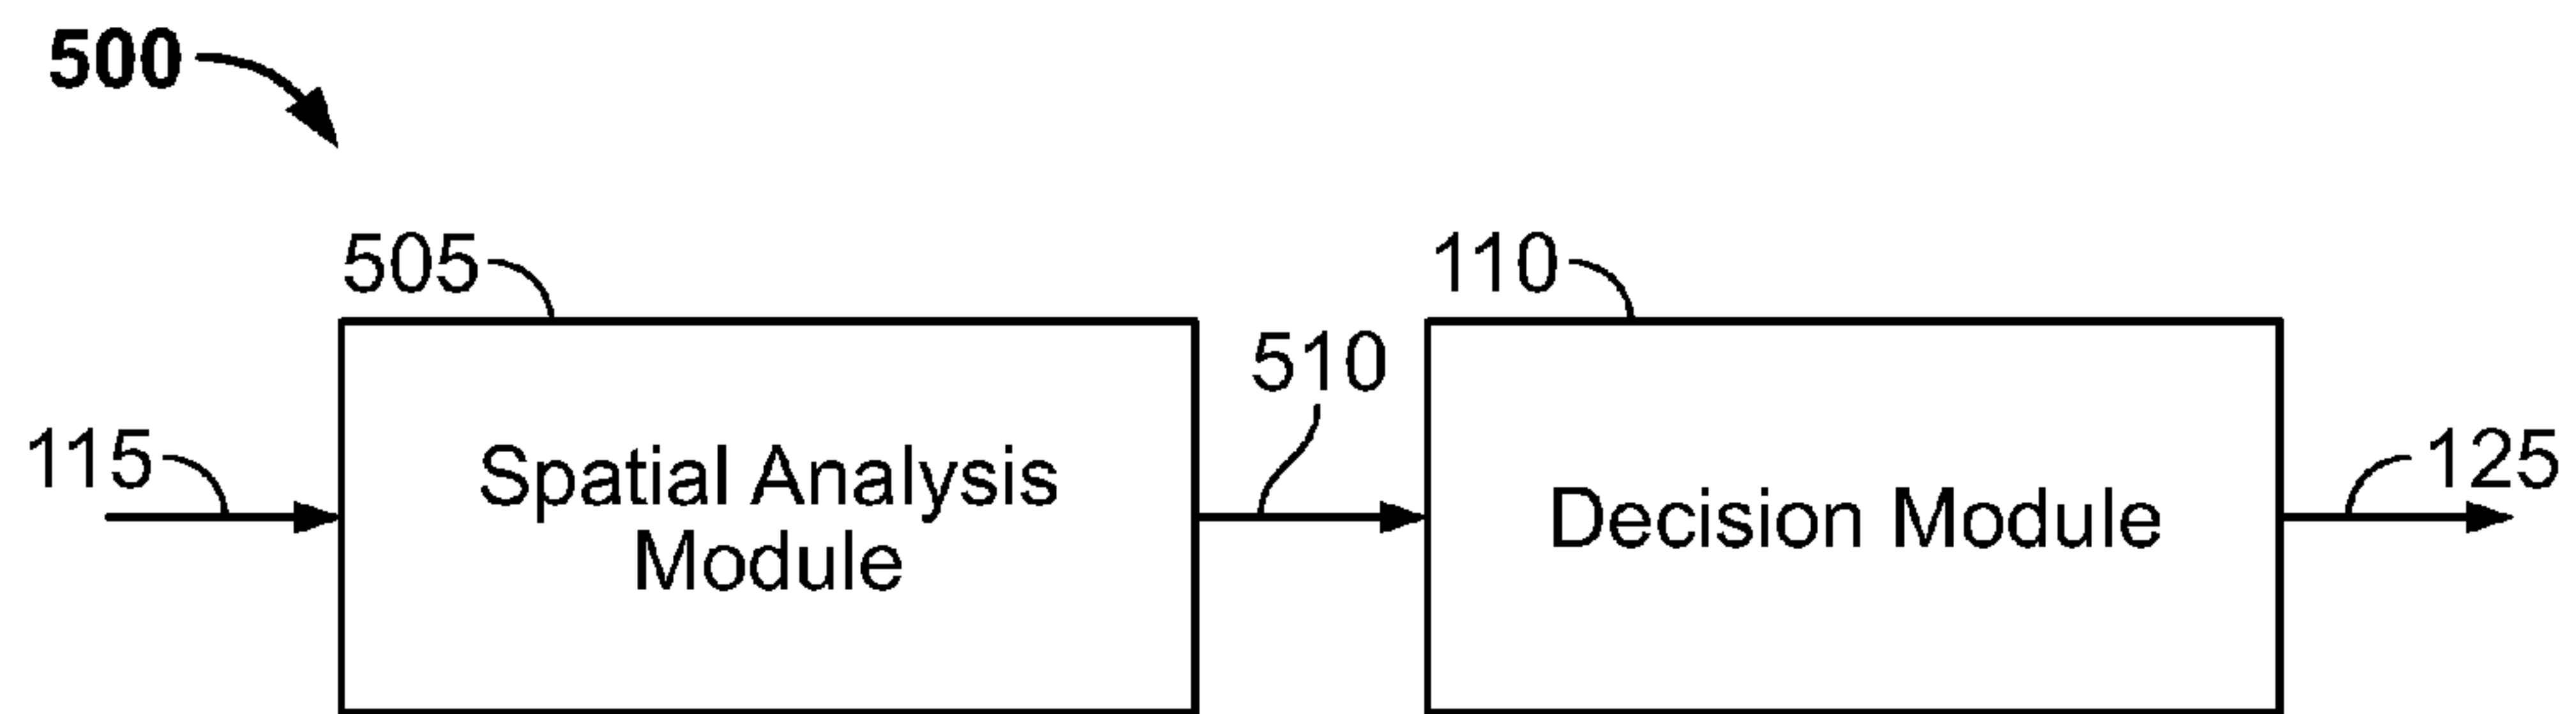 500
505
110
510
115
125
Spatial Analysis
Module
Decision Module